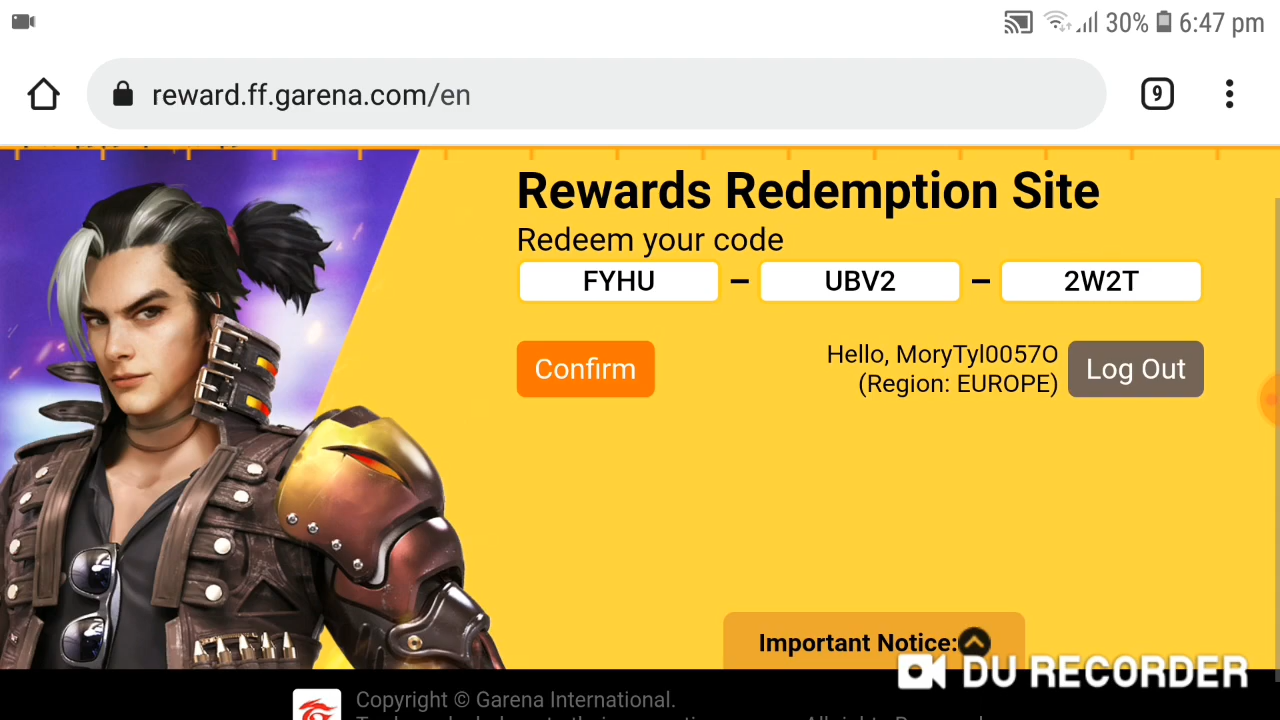 30% 6:47 pm
reward.ff.garena.com/en
9
Rewards Redemption Site
Redeem your code
FYHU – UBV2 – 2W2T
Confirm
Hello, MoryTyl0057O
(Region: EUROPE)
Log Out
Important Notice:
DU RECORDER
Copyright © Garena International.